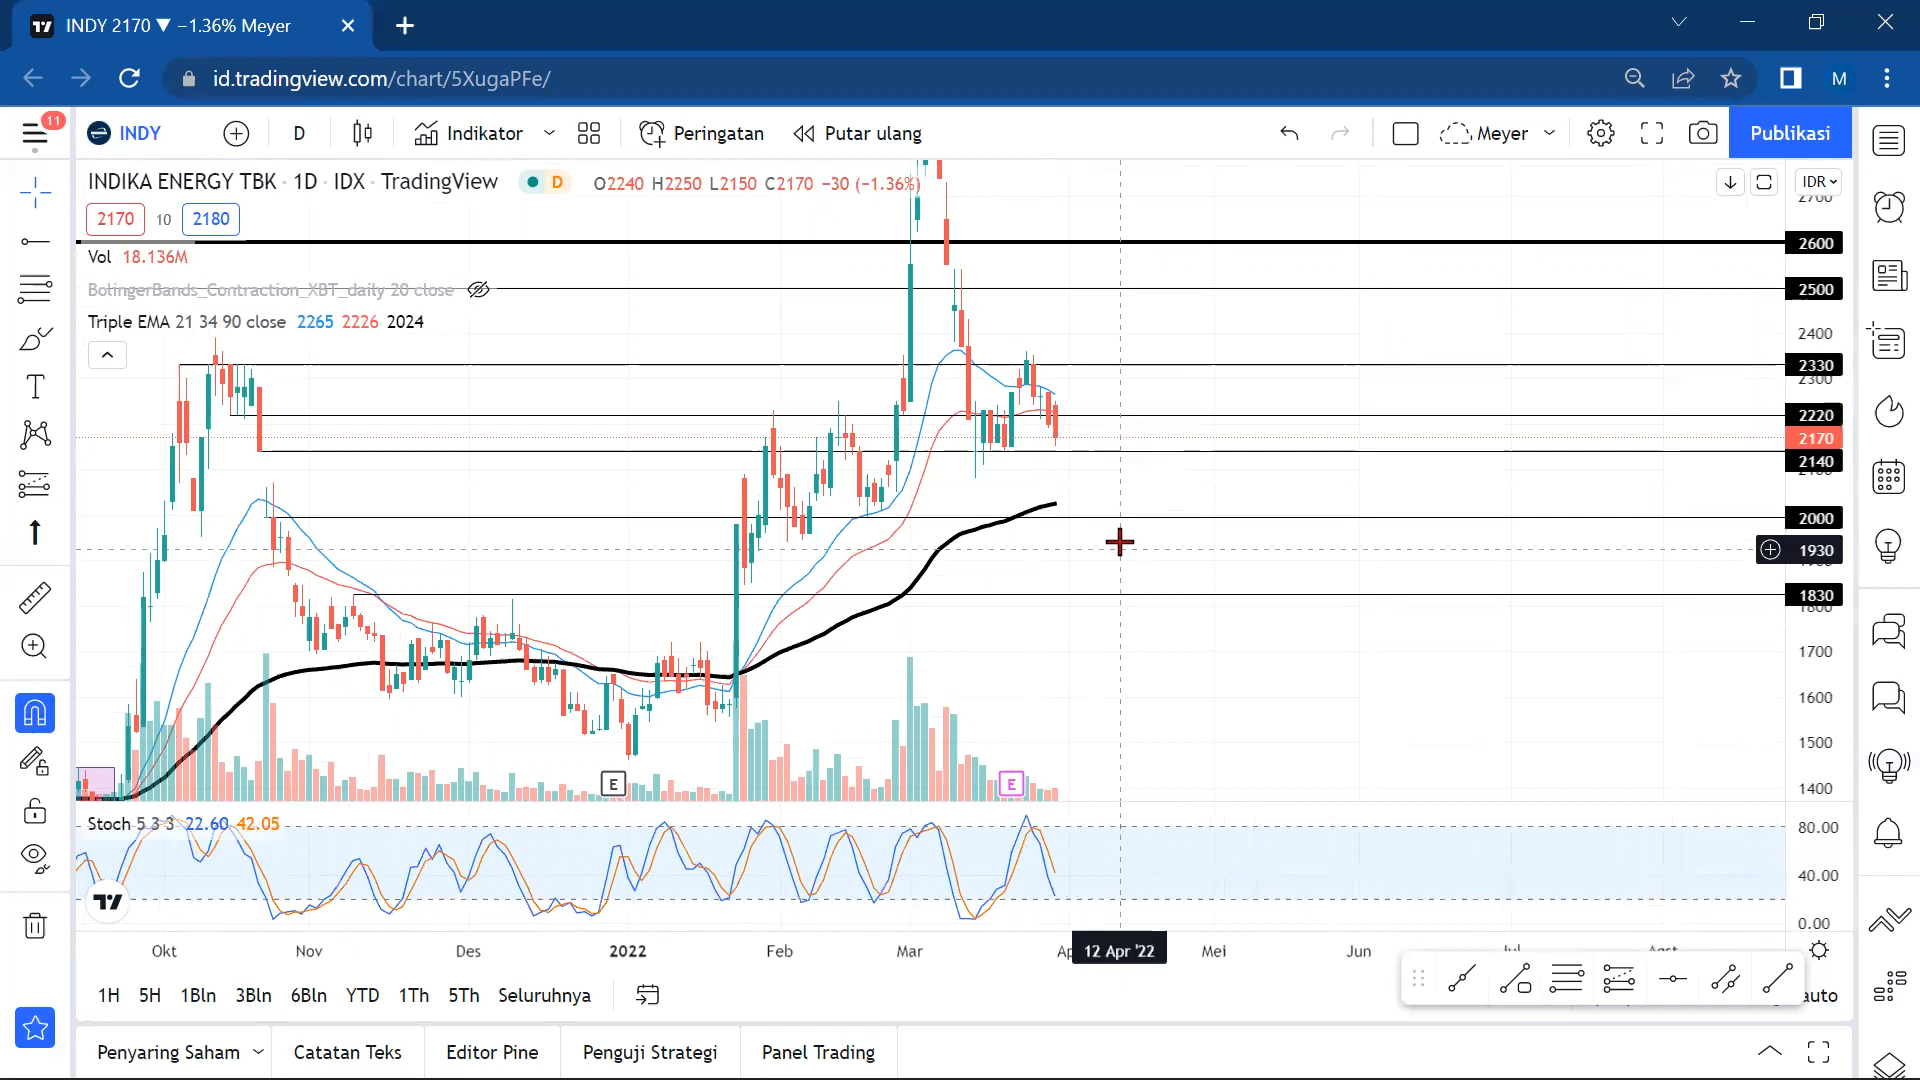 INDY 2170 ▼ −1.36% Meyer
id.tradingview.com/chart/5XugaPFe/
M
11
INDY
D
Indikator
Peringatan
Putar ulang
Meyer
Publikasi
INDIKA ENERGY TBK · 1D · IDX · TradingView
D
O2240 H2250 L2150 C2170 −30 (−1.36%)
IDR
2170
10
2180
Vol 18.136M
BolingerBands_Contraction_XBT_daily 20 close
Triple EMA 21 34 90 close 2265 2226 2024
2700
2600
2500
2400
2330
2300
2220
2170
2140
2000
1930
1830
1800
1700
1600
1500
1400
E
E
Stoch 5 3 3 22.60 42.05
80.00
40.00
0.00
Okt
Nov
Des
2022
Feb
Mar
12 Apr '22
Mei
Jun
1H
5H
1Bln
3Bln
6Bln
YTD
1Th
5Th
Seluruhnya
auto
Penyaring Saham
Catatan Teks
Editor Pine
Penguji Strategi
Panel Trading